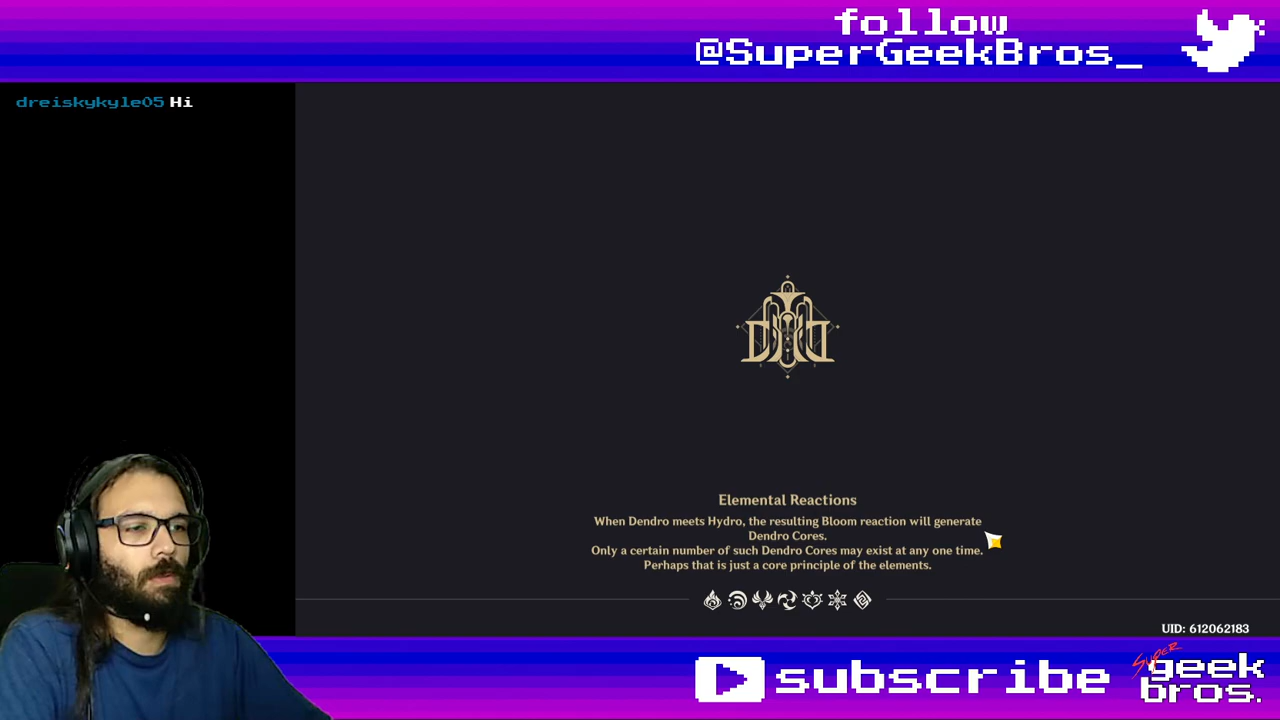 follow
@SuperGeekBros_
dreiskykyle05 Hi
Elemental Reactions
When Dendro meets Hydro, the resulting Bloom reaction will generate
Dendro Cores.
Only a certain number of such Dendro Cores may exist at any one time.
Perhaps that is just a core principle of the elements.
UID: 612062183
subscribe
super
geek
bros.